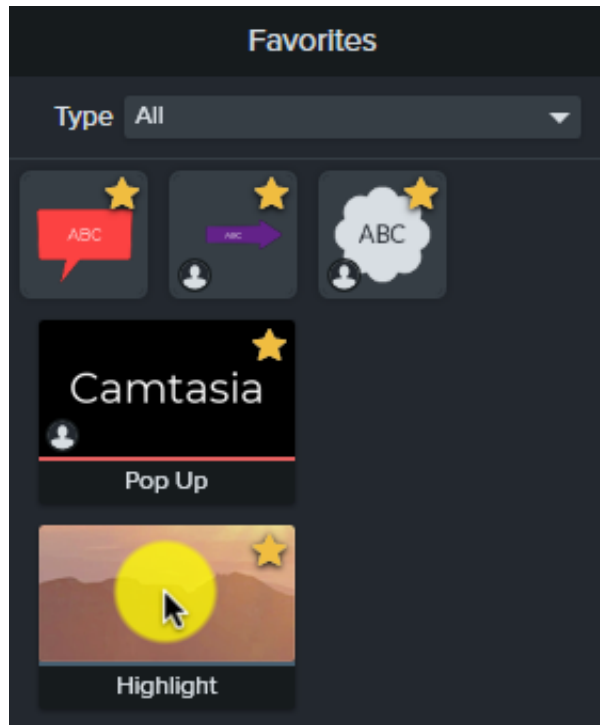 Favorites
Type All
ABC ABC ABC
Camtasia
Pop Up
Highlight